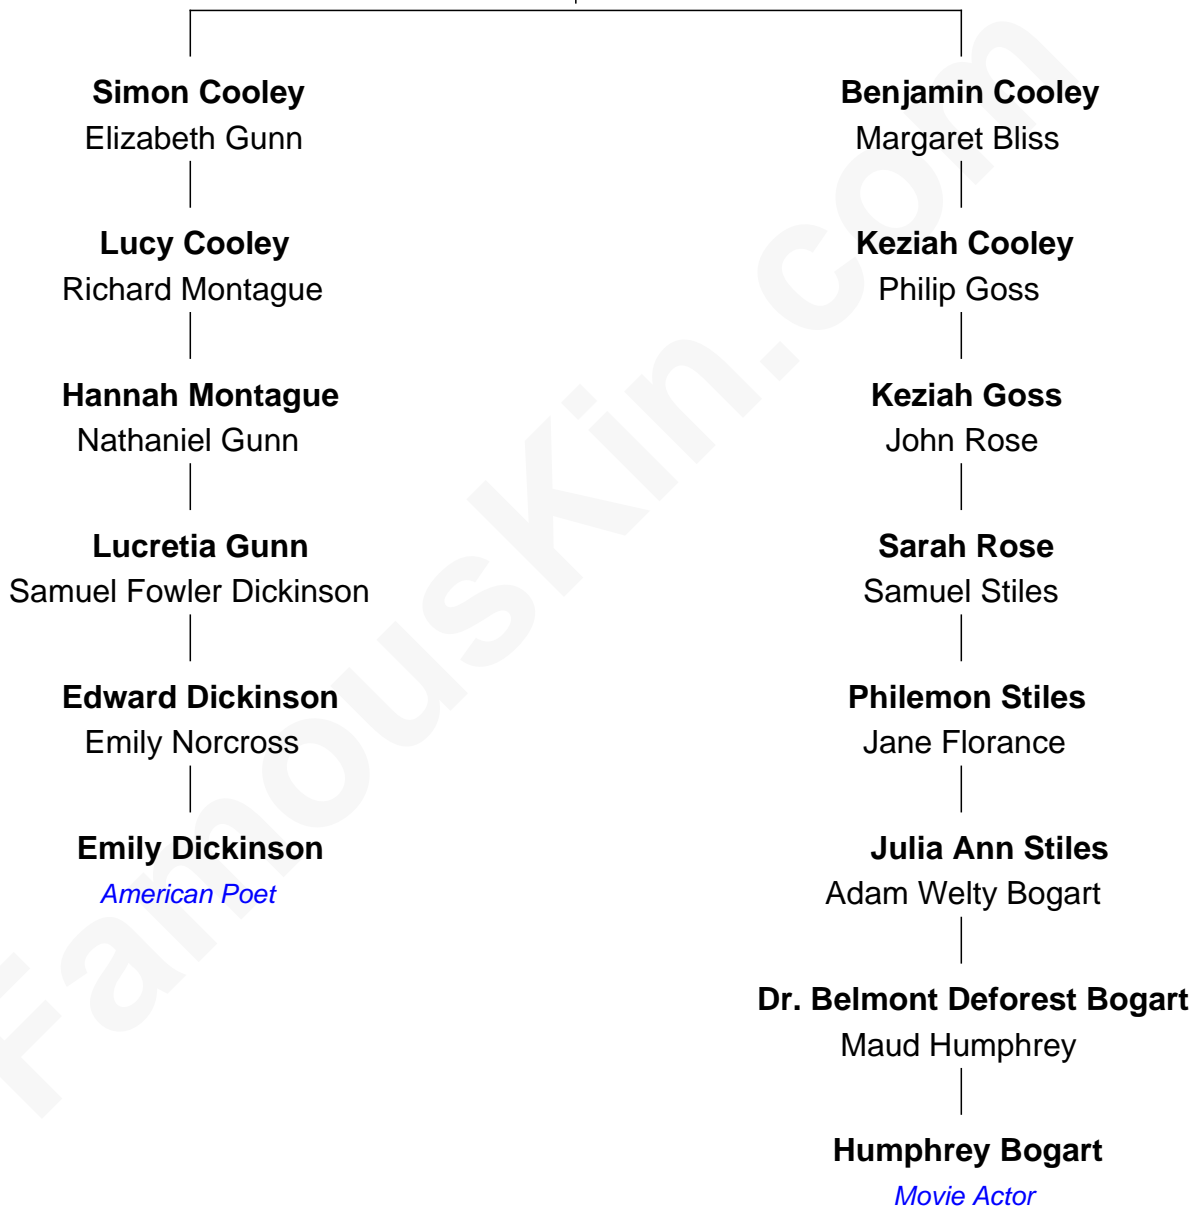 Simon Cooley
Elizabeth Gunn
Lucy Cooley
Richard Montague
Hannah Montague
Nathaniel Gunn
Lucretia Gunn
Samuel Fowler Dickinson
Edward Dickinson
Emily Norcross
Emily Dickinson
American Poet
Benjamin Cooley
Margaret Bliss
Keziah Cooley
Philip Goss
Keziah Goss
John Rose
Sarah Rose
Samuel Stiles
Philemon Stiles
Jane Florance
Julia Ann Stiles
Adam Welty Bogart
Dr. Belmont Deforest Bogart
Maud Humphrey
Humphrey Bogart
Movie Actor
FamousKin.com